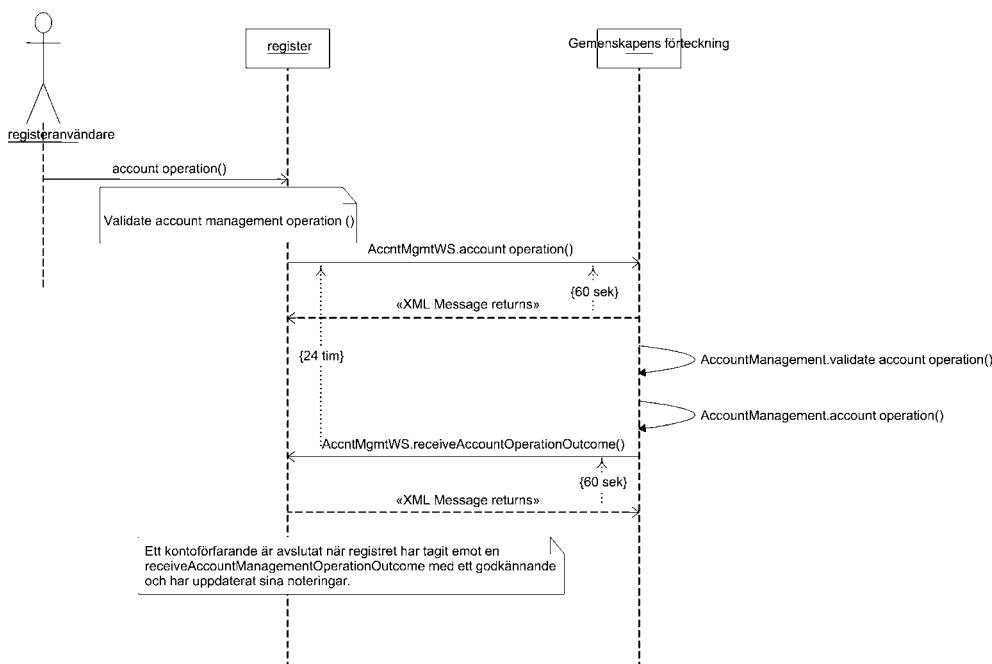 register
Gemenskapens förteckning
registeranvändare
account operation()
Validate account management operation ()
AccntMgmtWS.account operation()
{60 sek}
«XML Message returns»
{24 tim}
AccountManagement.validate account operation()
AccountManagement.account operation()
AccntMgmtWS.receiveAccountOperationOutcome()
{60 sek}
«XML Message returns»
Ett kontoförfarande är avslutat när registret har tagit emot en
receiveAccountManagementOperationOutcome med ett godkännande
och har uppdaterat sina noteringar.